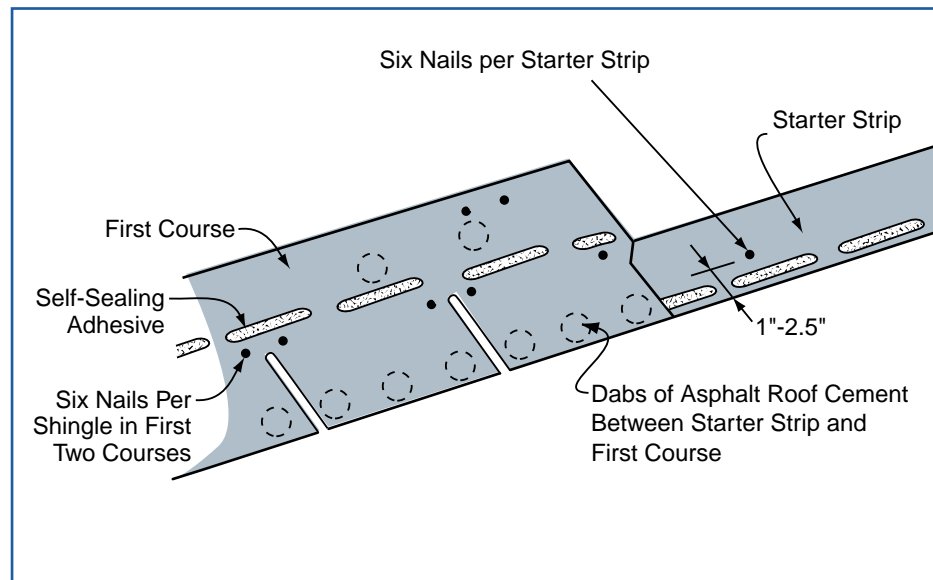 Six Nails per Starter Strip
Starter Strip
First Course
Self-Sealing
Adhesive
1"-2.5"
Six Nails Per
Shingle in First
Two Courses
Dabs of Asphalt Roof Cement
Between Starter Strip and
First Course